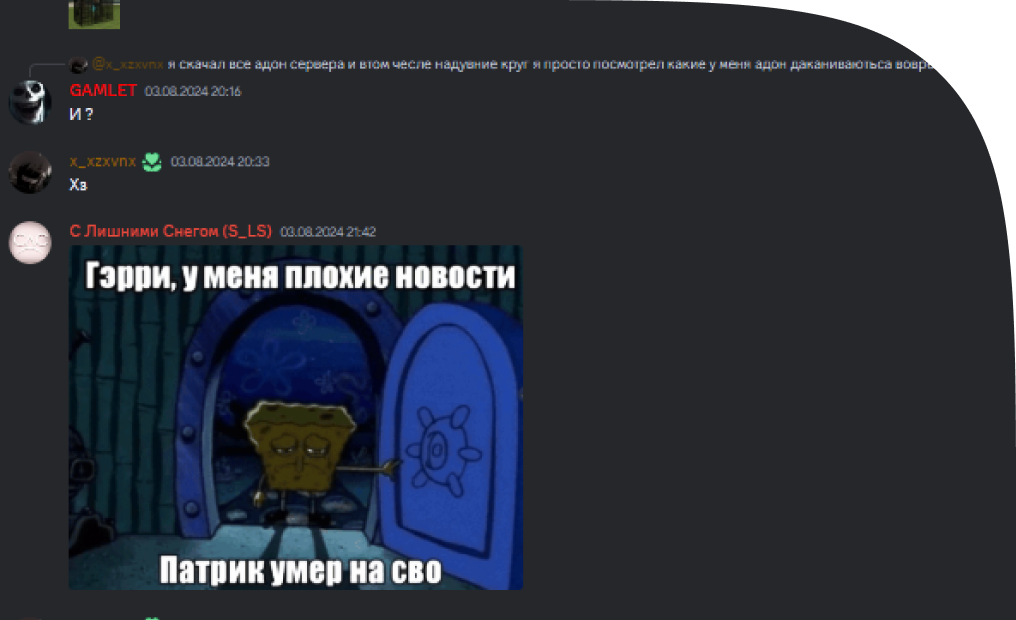 @x_xzxvnx я скачал все адон сервера и втом чесле надувние круг я просто посмотрел какие у меня адон даканиваютьса
GAMLET 03.08.2024 20:16
И ?
x_xzxvnx 03.08.2024 20:33
Хз
С Лишними Снегом (S_LS) 03.08.2024 21:42
Гэрри, у меня плохие новости
Патрик умер на сво